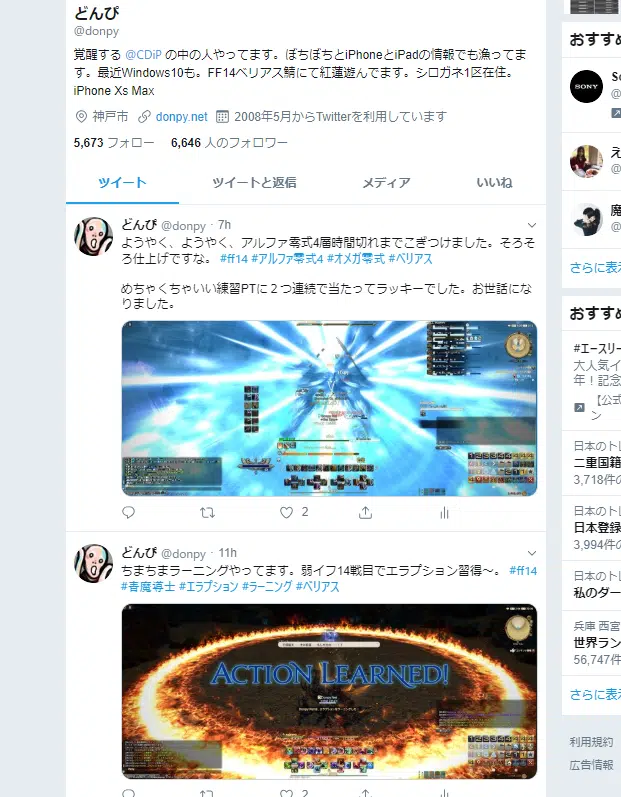 どんぴ
@donpy
覚醒する @CDiP の中の人やってます。ぼちぼちとiPhoneとiPadの情報でも漁ってま
す。最近Windows10も。FF14ベリアス鯖にて紅蓮遊んでます。シロガネ1区在住。
iPhone Xs Max
神戸市 donpy.net 2008年5月からTwitterを利用しています
5,673 フォロー 6,646 人のフォロワー
ツイート ツイートと返信 メディア いいね
どんぴ @donpy · 7h
ようやく、ようやく、アルファ零式4層時間切れまでこぎつけました。そろそ
ろ仕上げですな。 #ff14 #アルファ零式4 #オメガ零式 #ベリアス
めちゃくちゃいい練習PTに２つ連続で当たってラッキーでした。お世話にな
りました。
2
どんぴ @donpy · 11h
ちまちまラーニングやってます。弱イフ14戦目でエラプション習得〜。 #ff14
#青魔導士 #エラプション #ラーニング #ベリアス
ACTION LEARNED!
2
おすすめ
SONY
So
@
え
@
魔
@
さらに表示
おすすめ
#エースリー
大人気イ
年！記念
【公式
ン
日本のトレ
二重国籍
3,718件の
日本のトレ
日本登録
3,994件の
日本のトレ
私のダー
兵庫 西宮
世界ラン
56,747件
さらに表示
利用規約
広告情報